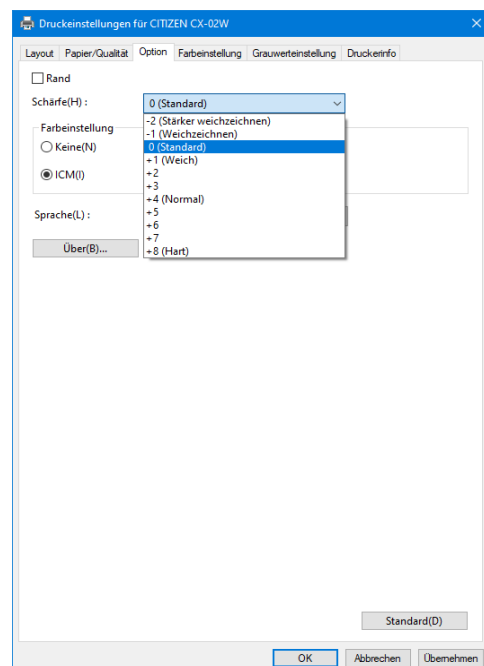 Druckeinstellungen für CITIZEN CX-02W
Layout Papier/Qualität Option Farbeinstellung Grauwerteinstellung Druckerinfo
Rand
Schärfe(H) : 0 (Standard)
-2 (Stärker weichzeichnen)
-1 (Weichzeichnen)
0 (Standard)
+1 (Weich)
+2
+3
+4 (Normal)
+5
+6
+7
+8 (Hart)
Farbeinstellung
Keine(N)
ICM(I)
Sprache(L) :
Über(B)...
Standard(D)
OK Abbrechen Übernehmen